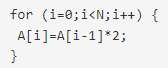 for (i=0;i<N;i++) {
 A[i]=A[i-1]*2;
}